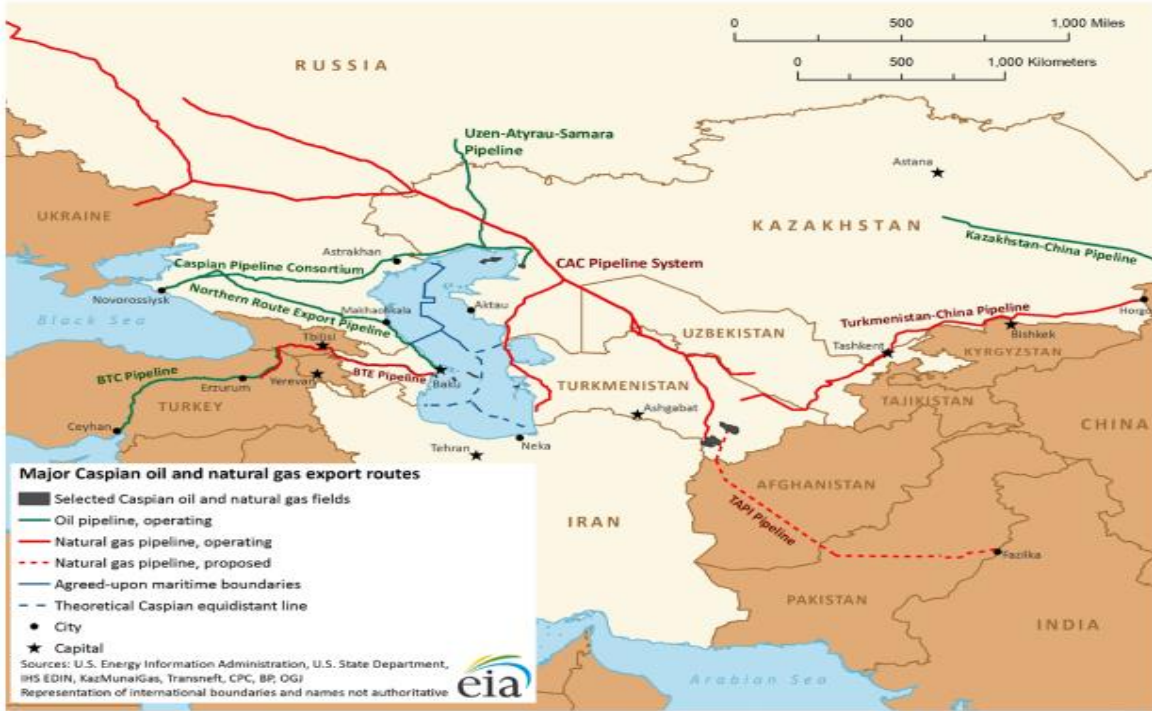 0 500 1,000 Miles
0 500 1,000 Kilometers
RUSSIA
Uzen-Atyrau-Samara
Pipeline
Astana
UKRAINE
KAZAKHSTAN
Kazakhstan-China Pipeline
Astrakhan
Caspian Pipeline Consortium
CAC Pipeline System
Novorossiysk
Northern Route Export Pipeline
Makhachkala
Aktau
Turkmenistan-China Pipeline
Horgo
Black Sea
UZBEKISTAN
Bishkek
Tbilisi
Tashkent
KYRGYZSTAN
BTC Pipeline
Erzurum
Yerevan
BTE Pipeline
Baku
TURKMENISTAN
TAJIKISTAN
TURKEY
Ashgabat
CHINA
Ceyhan
Tehran
Neka
AFGHANISTAN
IRAN
TAPI Pipeline
Fazilka
PAKISTAN
INDIA
Arabian Sea
Major Caspian oil and natural gas export routes
Selected Caspian oil and natural gas fields
Oil pipeline, operating
Natural gas pipeline, operating
Natural gas pipeline, proposed
Agreed-upon maritime boundaries
Theoretical Caspian equidistant line
City
Capital
Sources: U.S. Energy Information Administration, U.S. State Department,
IHS EDIN, KazMunaiGas, Transneft, CPC, BP, OGJ
Representation of international boundaries and names not authoritative
eia